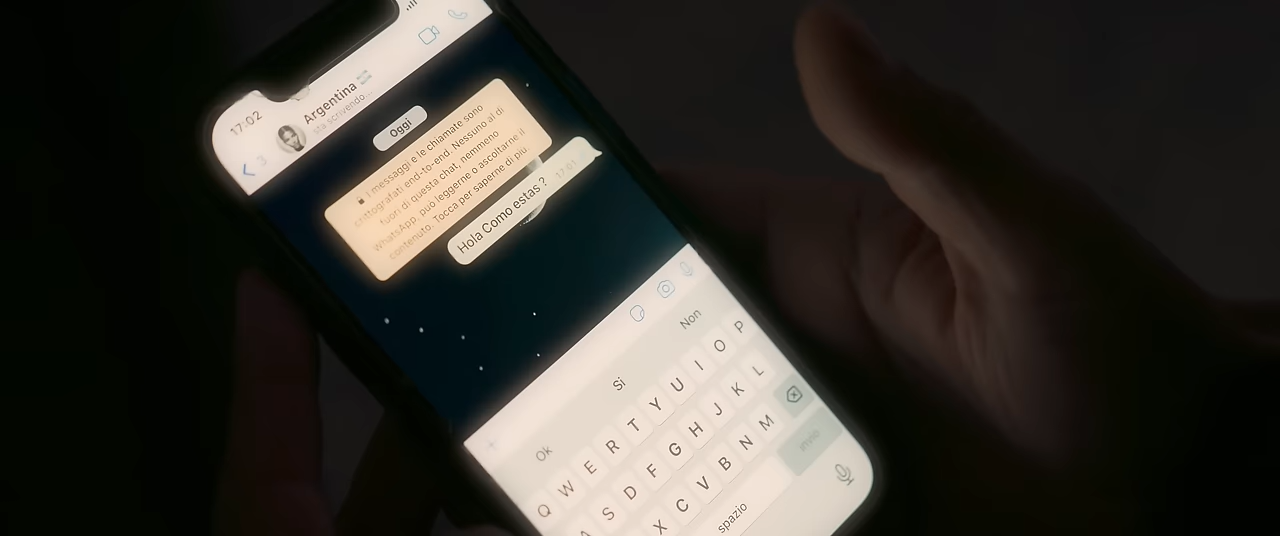 17:02
3
Argentina
sta scrivendo...
Oggi
I messaggi e le chiamate sono
crittografati end-to-end. Nessuno al di
fuori di questa chat, nemmeno
WhatsApp, può leggerne o ascoltarne il
contenuto. Tocca per saperne di più.
Hola Como estas ? 17:01
Ok Si Non
Q W E R T Y U I O P
A S D F G H J K L
X C V B N M
spazio invio